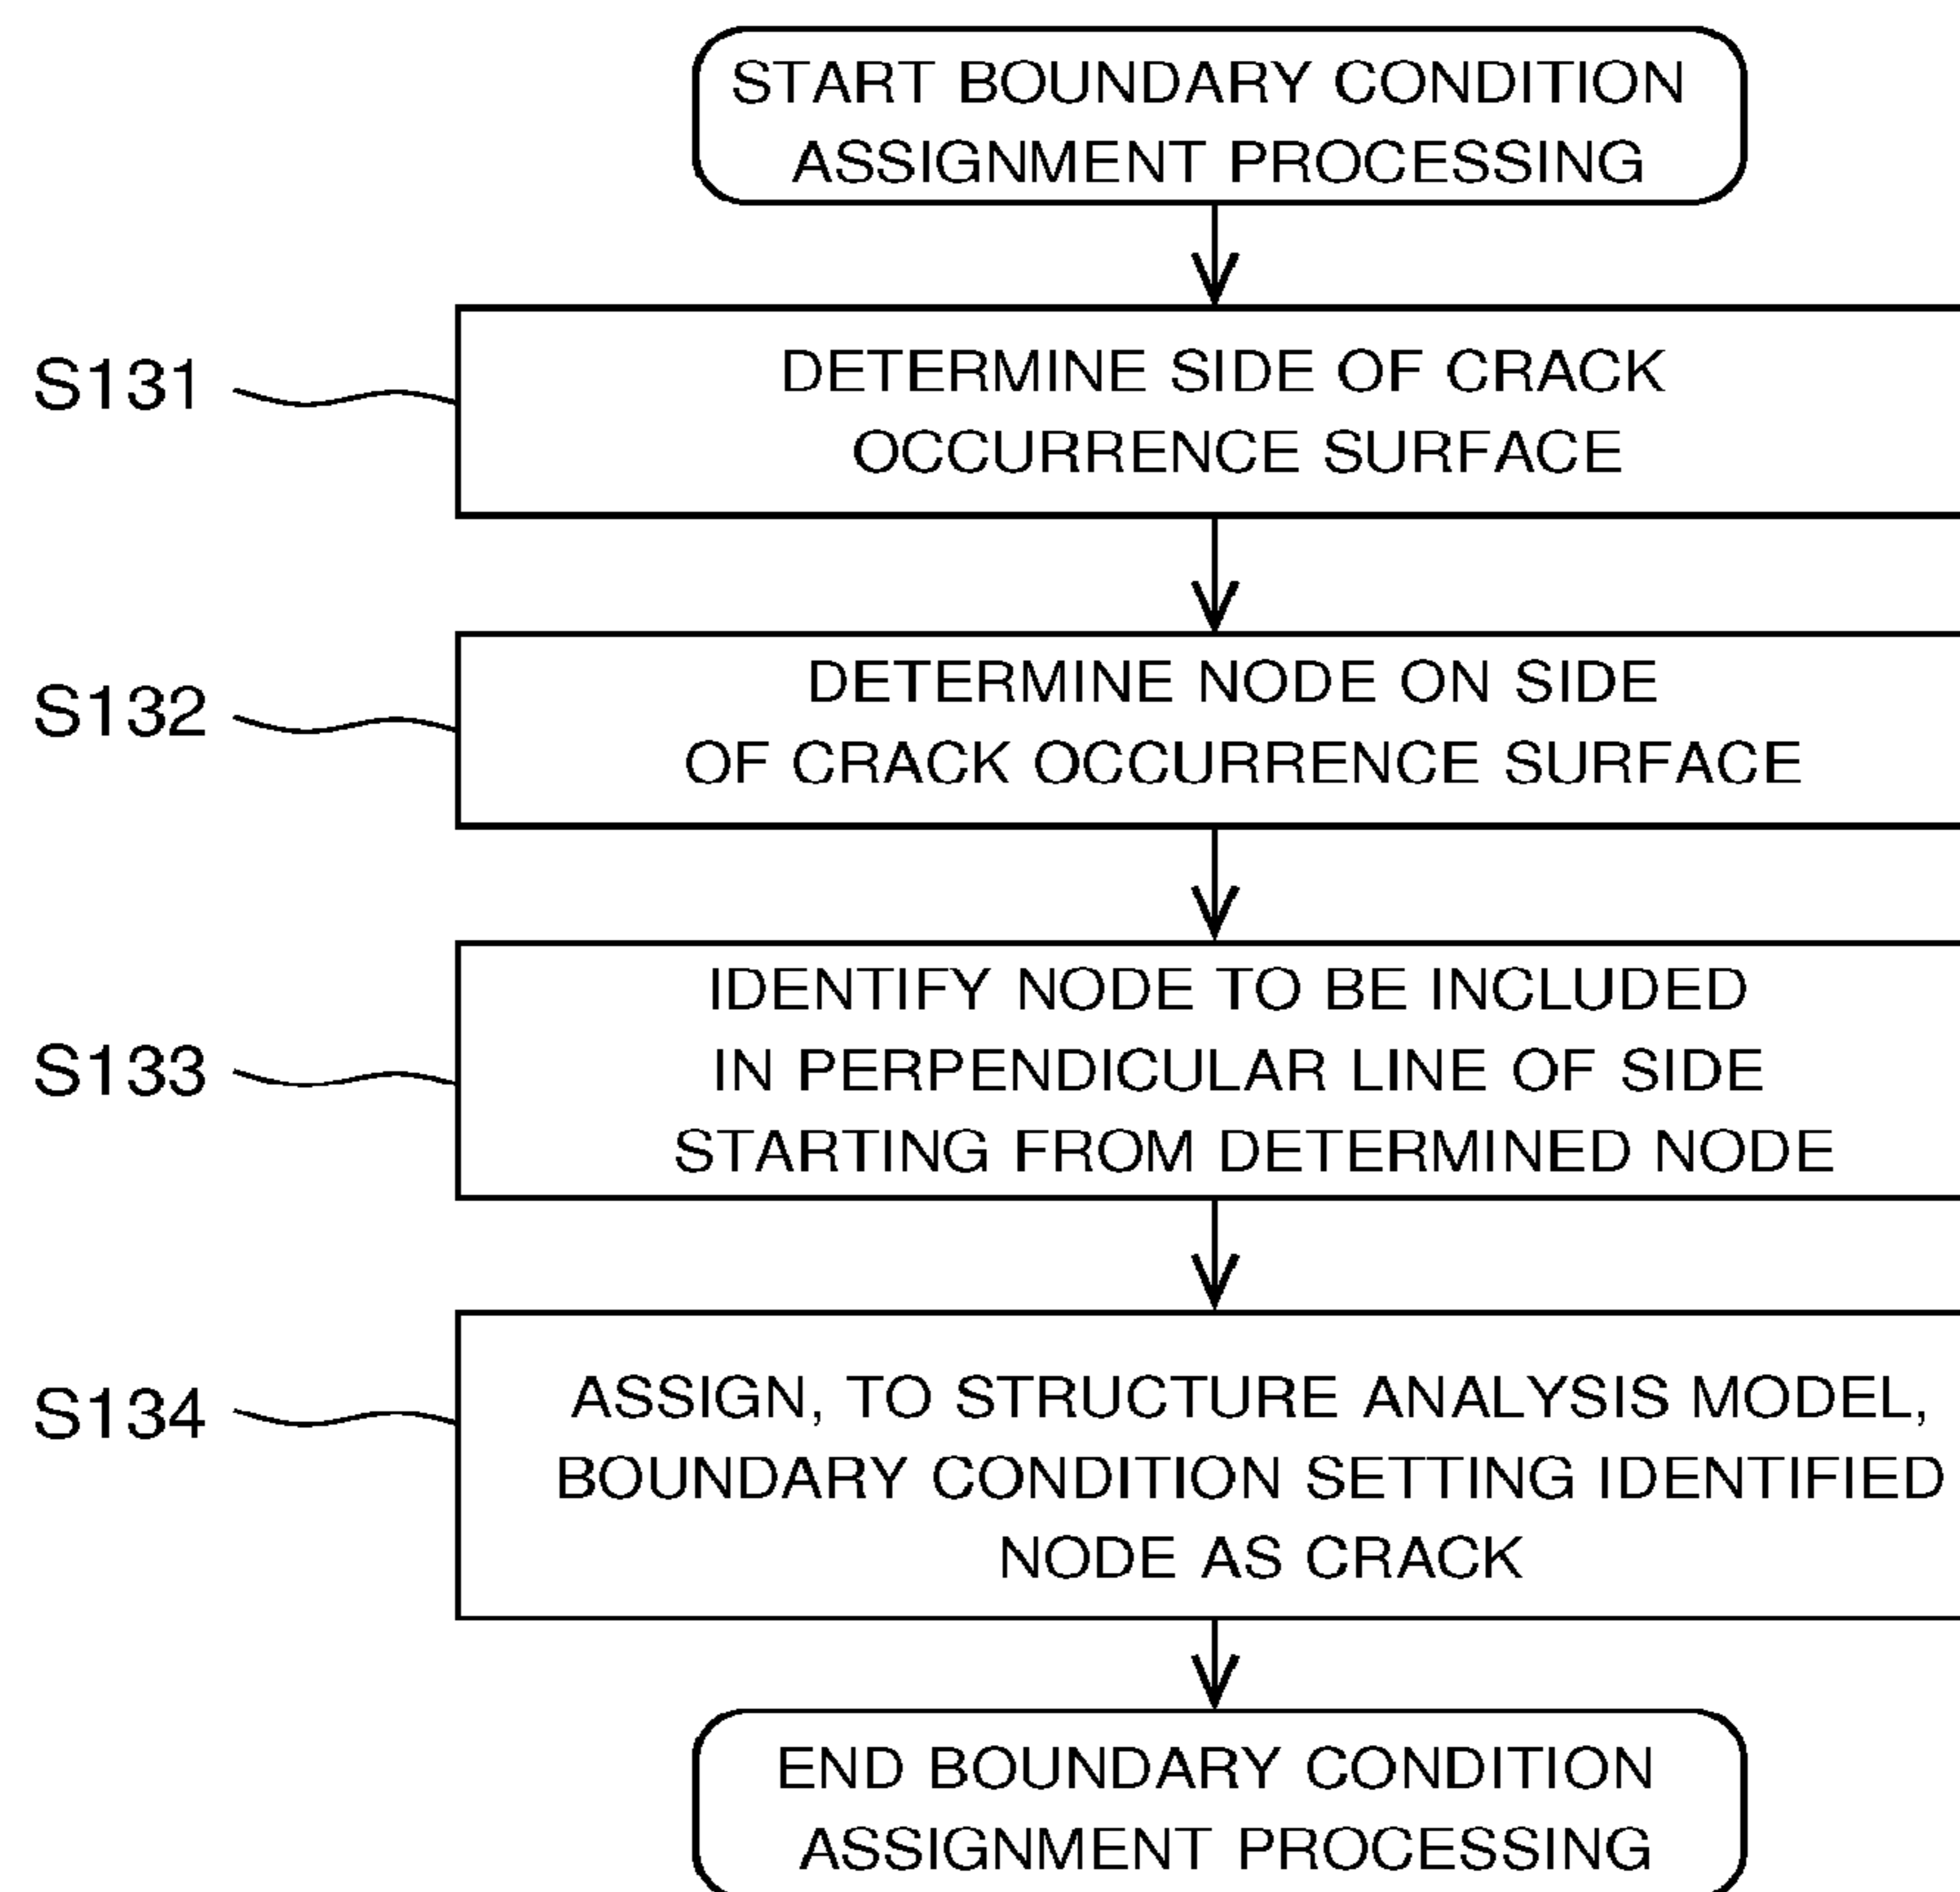 START BOUNDARY CONDITION
ASSIGNMENT PROCESSING
S131
DETERMINE SIDE OF CRACK
OCCURRENCE SURFACE
S132
DETERMINE NODE ON SIDE
OF CRACK OCCURRENCE SURFACE
S133
IDENTIFY NODE TO BE INCLUDED
IN PERPENDICULAR LINE OF SIDE
STARTING FROM DETERMINED NODE
S134
ASSIGN, TO STRUCTURE ANALYSIS MODEL,
BOUNDARY CONDITION SETTING IDENTIFIED
NODE AS CRACK
END BOUNDARY CONDITION
ASSIGNMENT PROCESSING